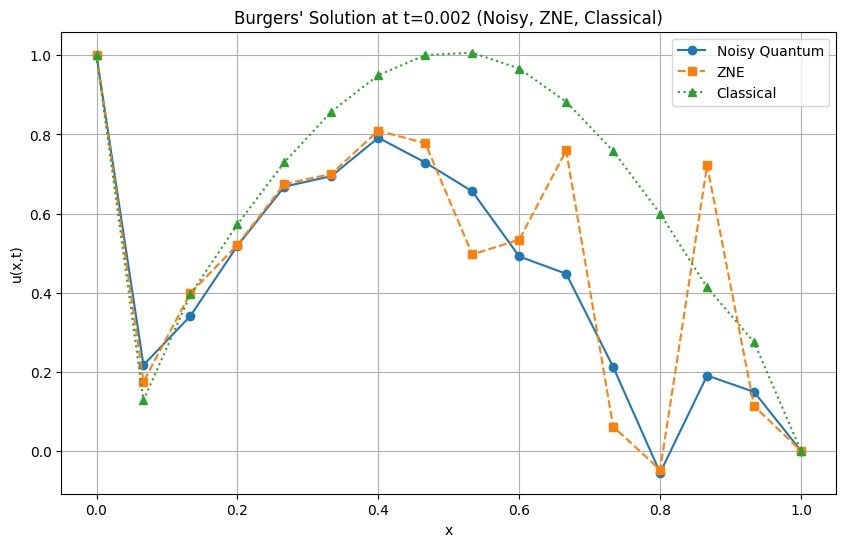 Burgers' Solution at t=0.002 (Noisy, ZNE, Classical)
Noisy Quantum
ZNE
Classical
u(x,t)
1.0
0.8
0.6
0.4
0.2
0.0
0.0 0.2 0.4 0.6 0.8 1.0
x